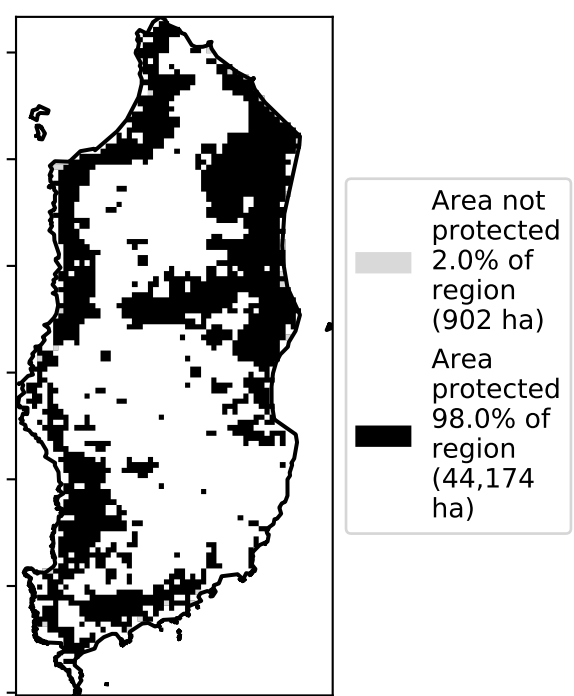 Area not
protected
2.0% of
region
(902 ha)
Area
protected
98.0% of
region
(44,174
ha)